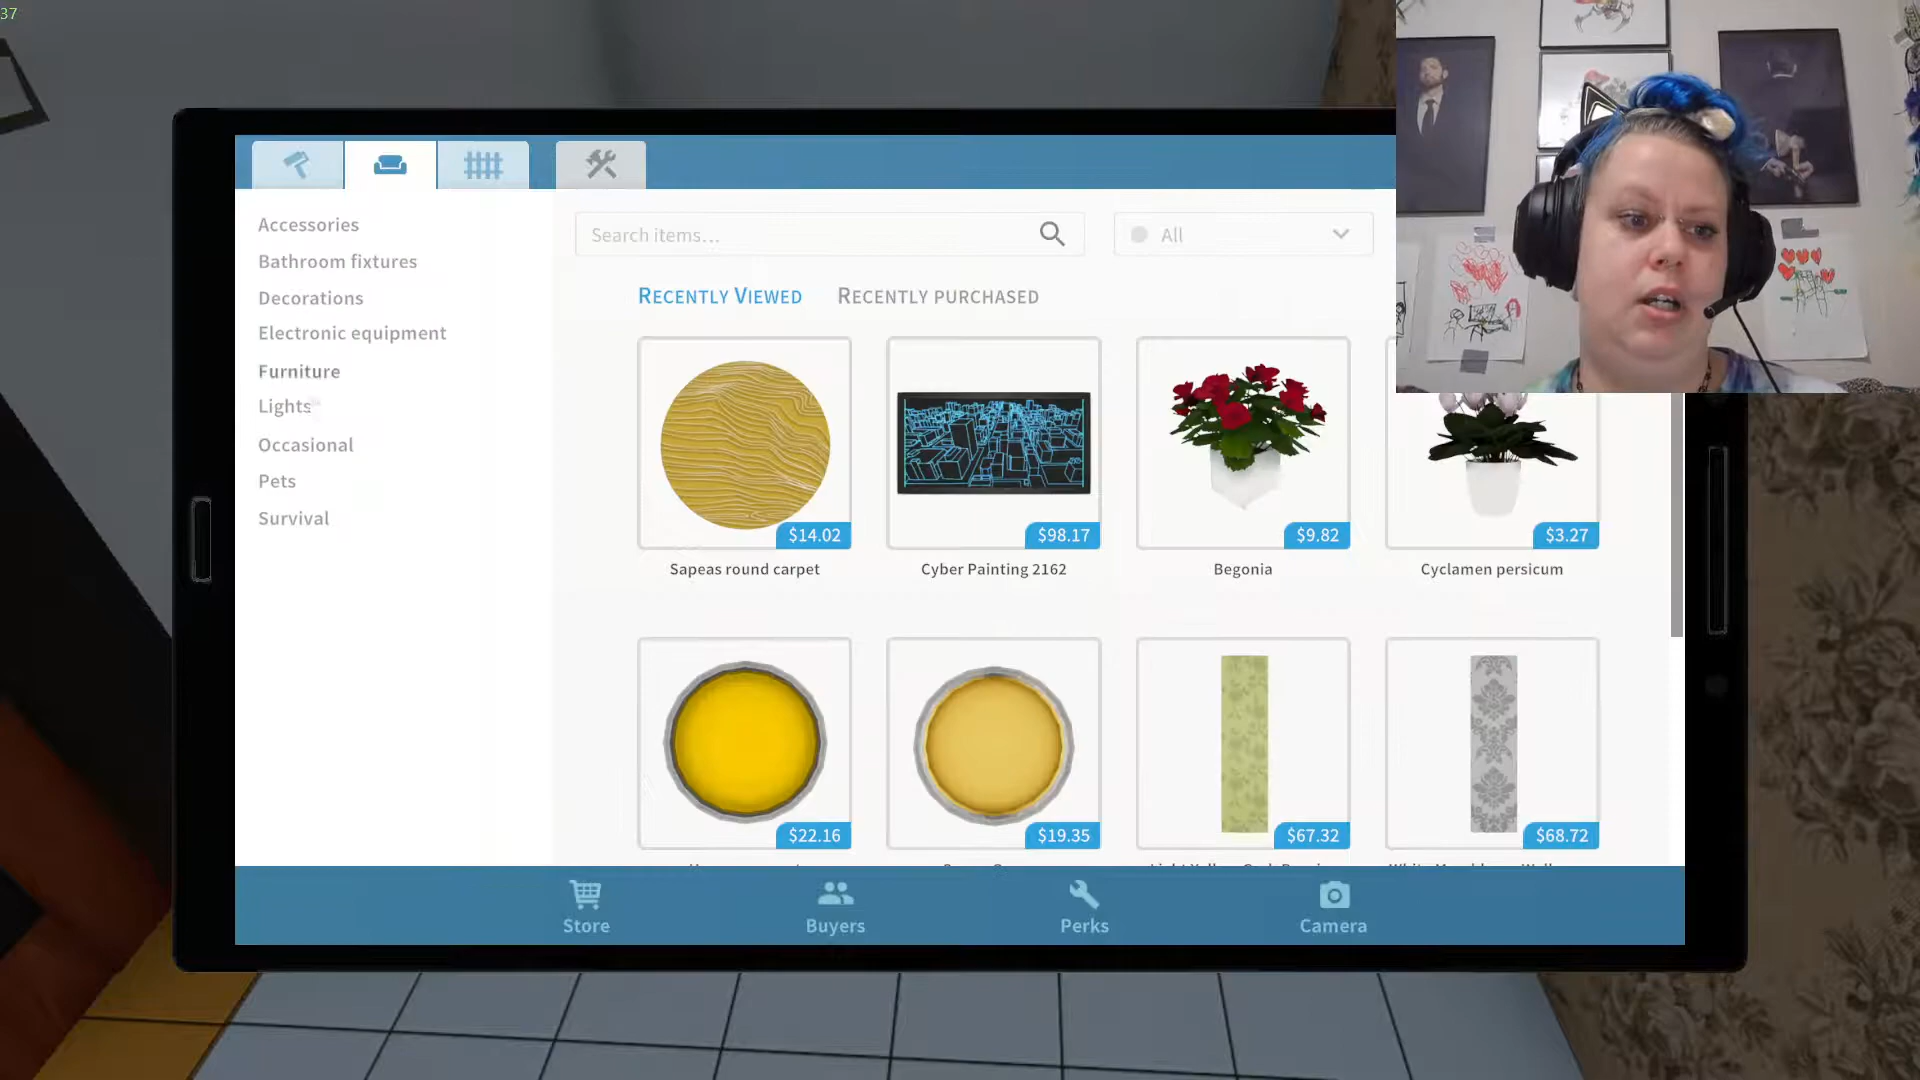 37
Accessories
Bathroom fixtures
Decorations
Electronic equipment
Furniture
Lights
Occasional
Pets
Survival
Search items...
All
RECENTLY VIEWED
RECENTLY PURCHASED
$14.02
$98.17
$9.82
$3.27
Sapeas round carpet
Cyber Painting 2162
Begonia
Cyclamen persicum
$22.16
$19.35
$67.32
$68.72
Store
Buyers
Perks
Camera